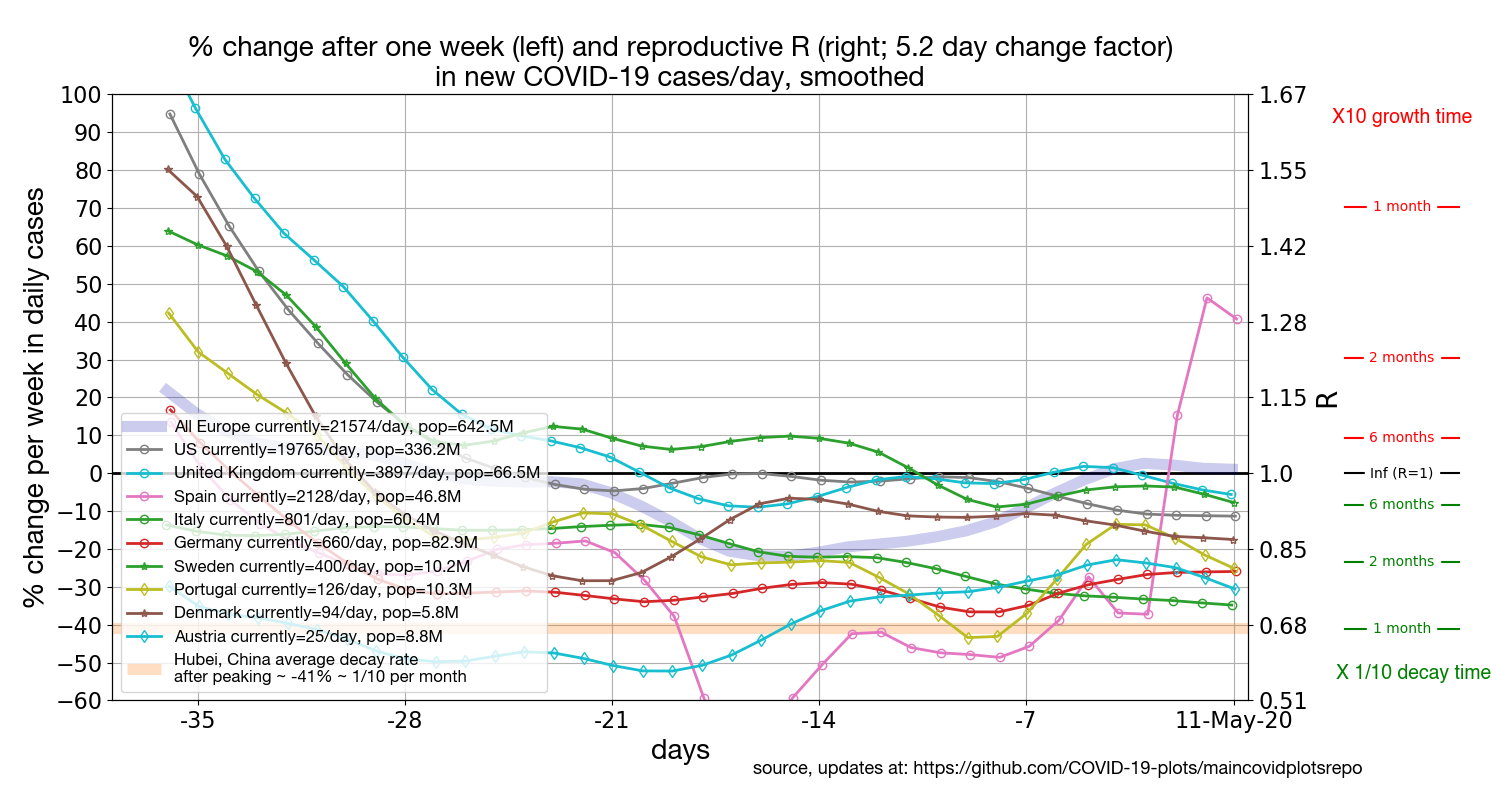 % change after one week (left) and reproductive R (right; 5.2 day change factor)
in new COVID-19 cases/day, smoothed
% change per week in daily cases
100
90
80
70
60
50
40
30
20
10
0
−10
−20
−30
−40
−50
−60
All Europe currently=21574/day, pop=642.5M
US currently=19765/day, pop=336.2M
United Kingdom currently=3897/day, pop=66.5M
Spain currently=2128/day, pop=46.8M
Italy currently=801/day, pop=60.4M
Germany currently=660/day, pop=82.9M
Sweden currently=400/day, pop=10.2M
Portugal currently=126/day, pop=10.3M
Denmark currently=94/day, pop=5.8M
Austria currently=25/day, pop=8.8M
Hubei, China average decay rate
after peaking ~ -41% ~ 1/10 per month
-35
-28
-21
-14
-7
11-May-20
days
1.67
1.55
1.42
1.28
1.15
1.0
0.85
0.68
0.51
R
X10 growth time
1 month
2 months
6 months
Inf (R=1)
6 months
2 months
1 month
X 1/10 decay time
source, updates at: https://github.com/COVID-19-plots/maincovidplotsrepo